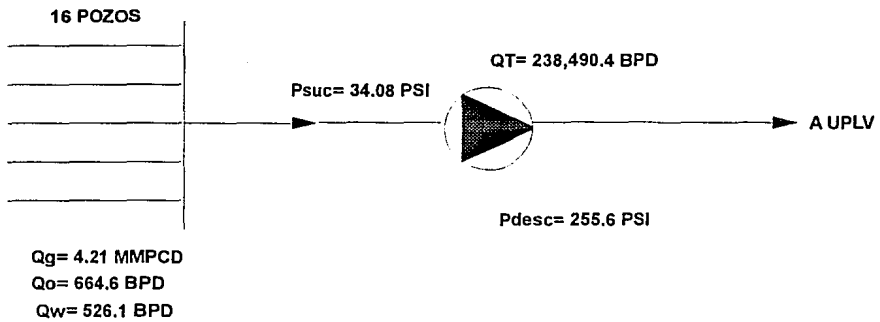 16 POZOS
QT= 238,490.4 BPD
Psuc= 34.08 PSI
A UPLV
Pdesc= 255.6 PSI
Qg= 4.21 MMPCD
Qo= 664.6 BPD
Qw= 526.1 BPD